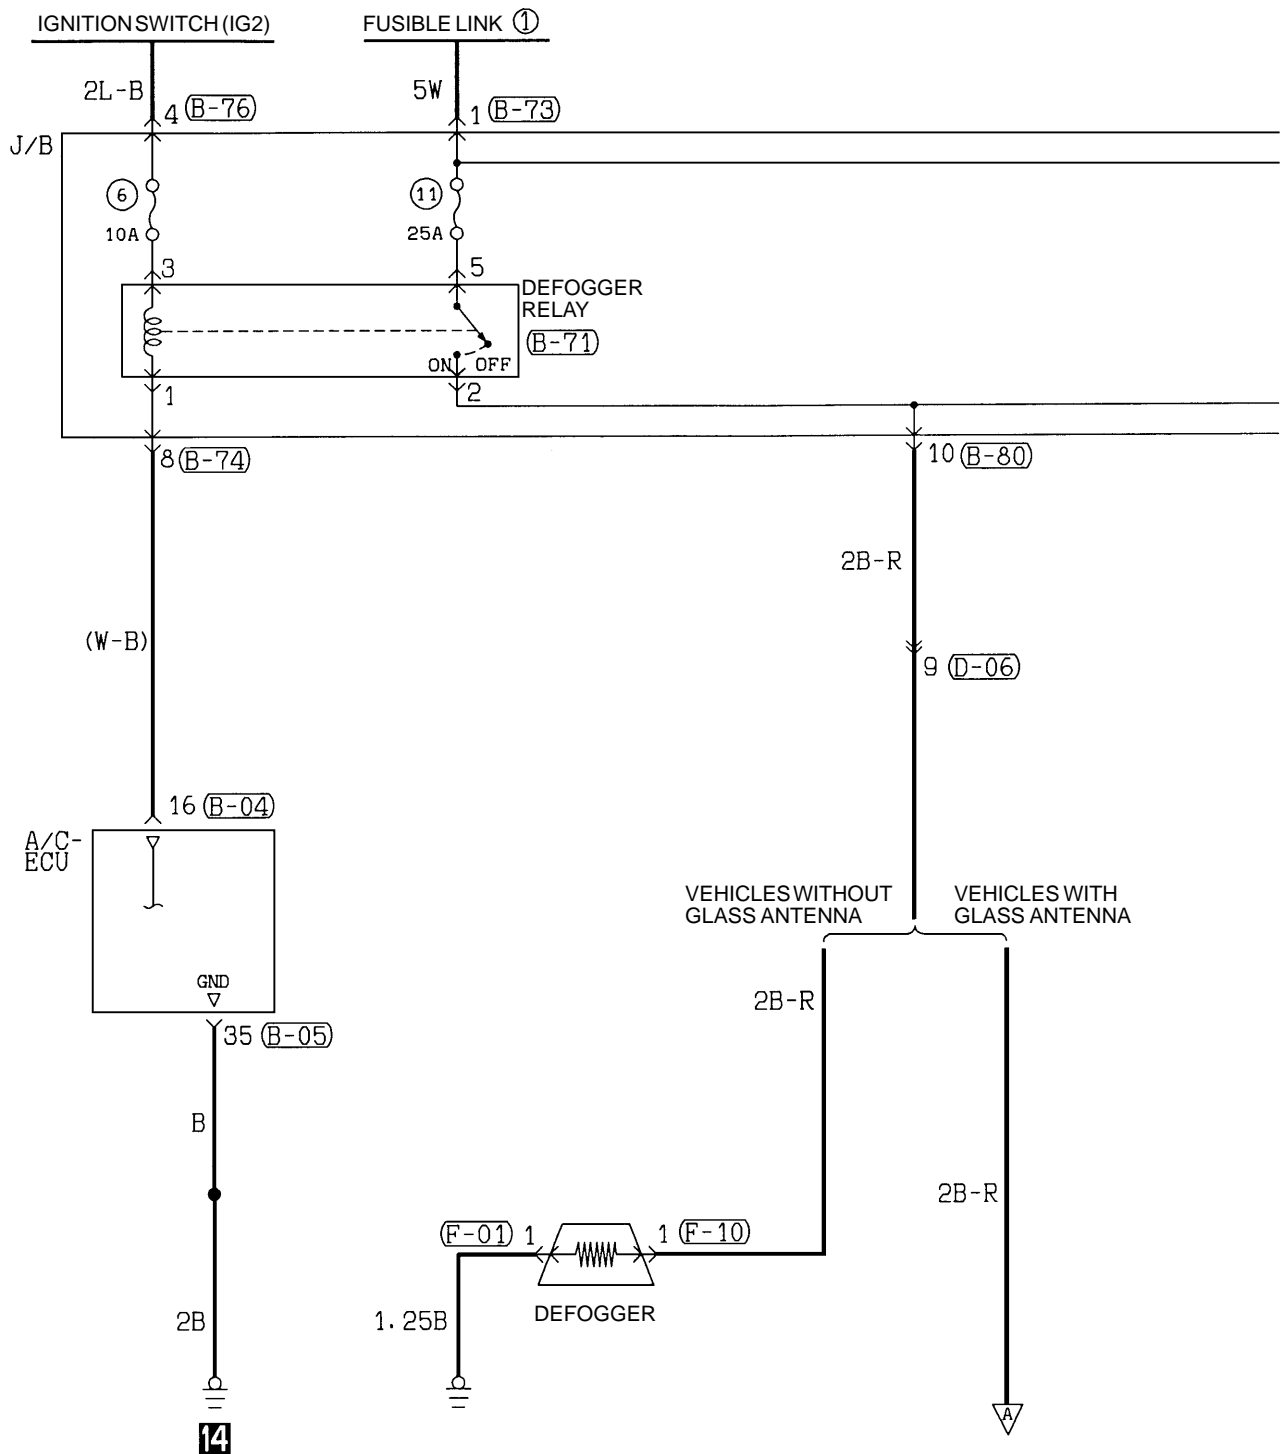 IGNITION SWITCH (IG2)
FUSIBLE LINK ①
2L-B
5W
4 (B-76)
1 (B-73)
J/B
⑥
⑪
10A
25A
3
5
DEFOGGER
RELAY
(B-71)
ON
OFF
1
2
8 (B-74)
10 (B-80)
2B-R
(W-B)
9 (D-06)
16 (B-04)
A/C-
ECU
VEHICLES WITHOUT
GLASS ANTENNA
VEHICLES WITH
GLASS ANTENNA
GND
2B-R
35 (B-05)
B
2B-R
(F-01) 1
1 (F-10)
DEFOGGER
2B
1.25B
A
14